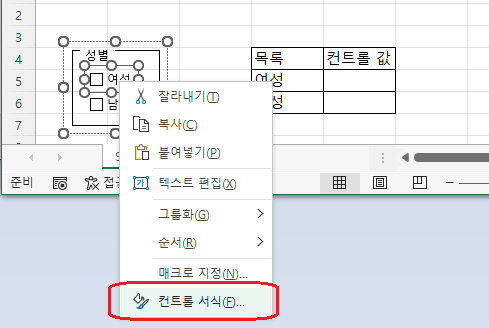 2
3
4
성별
목록 컨트롤 값
5
여성
여성
6
남
성
7
잘라내기(T)
복사(C)
붙여넣기(P)
텍스트 편집(X)
그룹화(G)
순서(R)
매크로 지정(N)...
컨트롤 서식(F)...
S
준비
접근